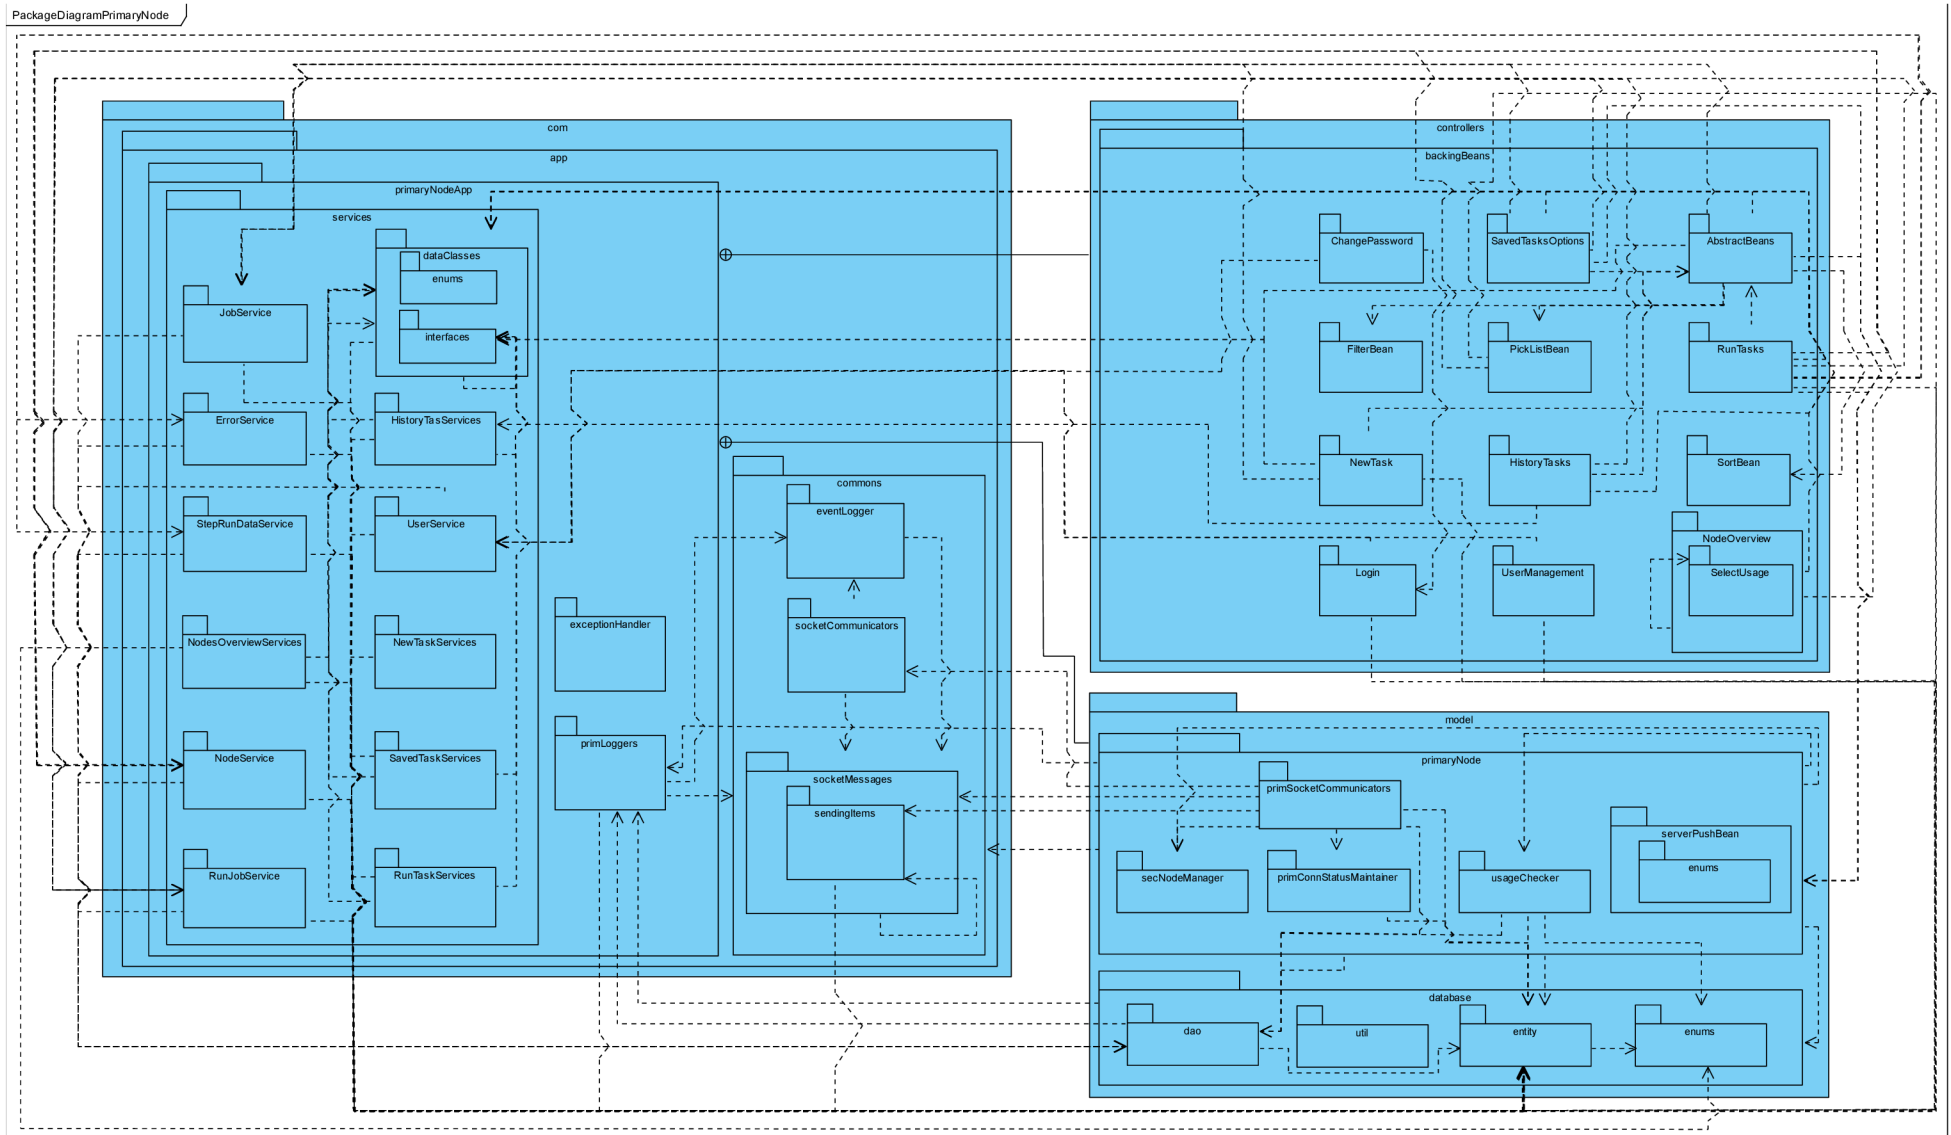 PackageDiagramPrimaryNode
com
app
primaryNodeApp
services
dataClasses
enums
interfaces
JobService
ErrorService
HistoryTasServices
StepRunDataService
UserService
NodesOverviewServices
NewTaskServices
NodeService
SavedTaskServices
RunJobService
RunTaskServices
exceptionHandler
primLoggers
commons
eventLogger
socketCommunicators
socketMessages
sendingItems
controllers
backingBeans
ChangePassword
SavedTasksOptions
AbstractBeans
FilterBean
PickListBean
RunTasks
NewTask
HistoryTasks
SortBean
Login
UserManagement
NodeOverview
SelectUsage
model
primaryNode
primSocketCommunicators
secNodeManager
primConnStatusMaintainer
usageChecker
serverPushBean
enums
database
dao
util
entity
enums